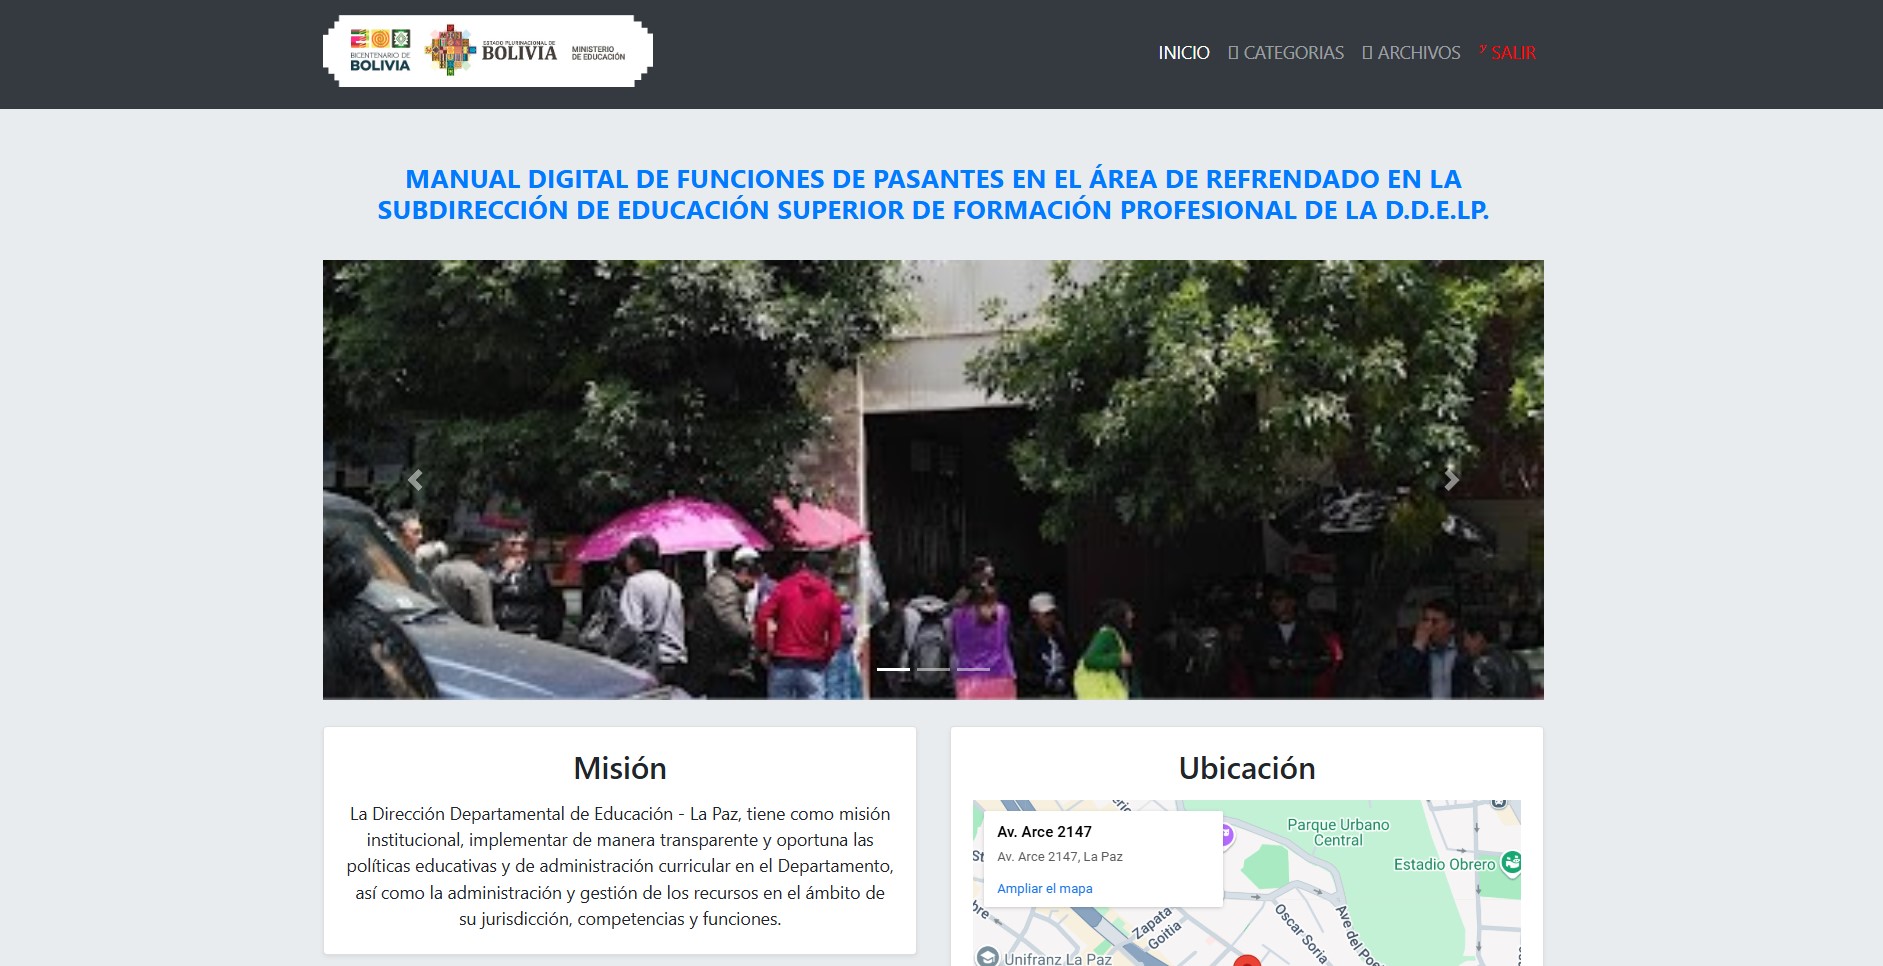 BICENTENARIO DE
BOLIVIA
ESTADO PLURINACIONAL DE
BOLIVIA
MINISTERIO
DE EDUCACIÓN
INICIO
CATEGORIAS
ARCHIVOS
SALIR
MANUAL DIGITAL DE FUNCIONES DE PASANTES EN EL ÁREA DE REFRENDADO EN LA
SUBDIRECCIÓN DE EDUCACIÓN SUPERIOR DE FORMACIÓN PROFESIONAL DE LA D.D.E.LP.
Misión
La Dirección Departamental de Educación - La Paz, tiene como misión
institucional, implementar de manera transparente y oportuna las
políticas educativas y de administración curricular en el Departamento,
así como la administración y gestión de los recursos en el ámbito de
su jurisdicción, competencias y funciones.
Ubicación
Av. Arce 2147
Av. Arce 2147, La Paz
Ampliar el mapa
Parque Urbano
Central
Estadio Obrero
Zapata
Goitia
Oscar Soria
Ave del Poe
Unifranz La Paz